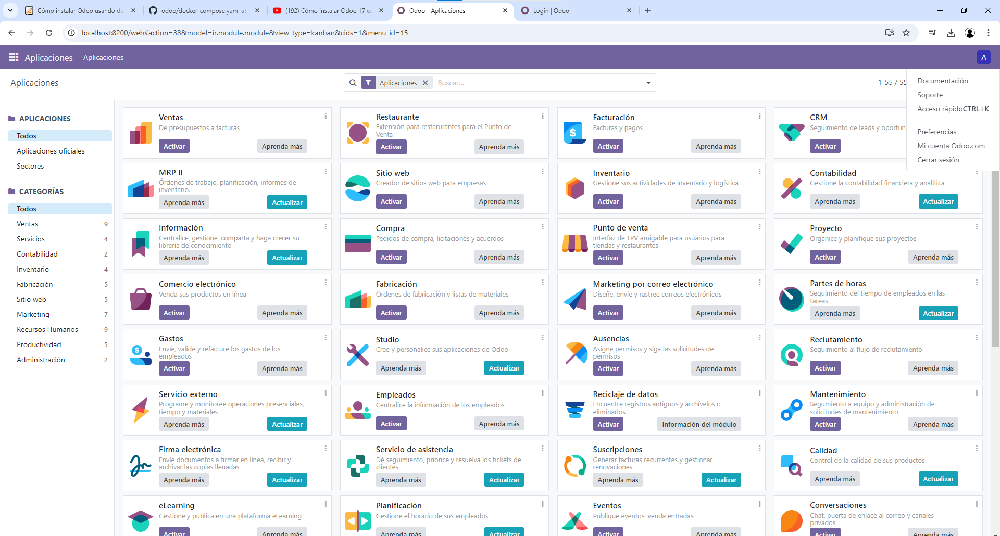 Cómo instalar Odoo usando do
odoo/docker-compose.yaml at
(192) Cómo instalar Odoo 17 us
Odoo - Aplicaciones
Login | Odoo
localhost:8200/web#action=38&model=ir.module.module&view_type=kanban&cids=1&menu_id=15
Aplicaciones
Aplicaciones
A
Aplicaciones
Aplicaciones
Buscar...
1-55 / 55
Documentación
Soporte
Acceso rápidoCTRL+K
Preferencias
Mi cuenta Odoo.com
Cerrar sesión
APLICACIONES
Todos
Aplicaciones oficiales
Sectores
CATEGORÍAS
Todos
Ventas 9
Servicios 4
Contabilidad 2
Inventario 4
Fabricación 5
Sitio web 5
Marketing 7
Recursos Humanos 9
Productividad 5
Administración 2
Ventas
De presupuestos a facturas
Activar
Aprenda más
Restaurante
Extensión para restarurantes para el Punto de
Venta
Activar
Aprenda más
Facturación
Facturas y pagos
Activar
Aprenda más
CRM
Seguimiento de leads y oportun
Activar
MRP II
Órdenes de trabajo, planificación, informes de
inventario.
Aprenda más
Actualizar
Sitio web
Creador de sitios web para empresas
Activar
Aprenda más
Inventario
Gestione sus actividades de inventario y logística
Activar
Aprenda más
Contabilidad
Gestione la contabilidad financiera y analítica
Aprenda más
Actualizar
Información
Centralice, gestione, comparta y haga crecer su
librería de conocimiento
Aprenda más
Actualizar
Compra
Pedidos de compra, licitaciones y acuerdos
Activar
Aprenda más
Punto de venta
Interfaz de TPV amigable para usuarios para
tiendas y restaurantes
Activar
Aprenda más
Proyecto
Organice y planifique sus proyectos
Activar
Aprenda más
Comercio electrónico
Venda sus productos en línea
Activar
Aprenda más
Fabricación
Órdenes de fabricación y listas de materiales
Activar
Aprenda más
Marketing por correo electrónico
Diseñe, envíe y rastree correos electrónicos
Activar
Aprenda más
Partes de horas
Seguimiento del tiempo de empleados en las
tareas
Aprenda más
Actualizar
Gastos
Envíe, valide y refacture los gastos de los
empleados
Activar
Aprenda más
Studio
Cree y personalice sus aplicaciones de Odoo
Aprenda más
Actualizar
Ausencias
Asigne permisos y siga las solicitudes de
permisos
Activar
Aprenda más
Reclutamiento
Seguimiento al flujo de reclutamiento
Activar
Aprenda más
Servicio externo
Programe y monitoree operaciones presenciales,
tiempo y materiales
Aprenda más
Actualizar
Empleados
Centralice la información de los empleados
Activar
Aprenda más
Reciclaje de datos
Encuentre registros antiguos y archívelos o
eliminarlos
Activar
Información del módulo
Mantenimiento
Segumiento a equipo y administración de
solicitudes de mantenimiento
Activar
Aprenda más
Firma electrónica
Envíe documentos a firmar en línea, recibir y
archivar las copias llenadas
Aprenda más
Actualizar
Servicio de asistencia
Dé seguimiento, priorice y resuelva los tickets de
clientes
Aprenda más
Actualizar
Suscripciones
Generar facturas recurrentes y gestionar
renovaciones
Aprenda más
Actualizar
Calidad
Control de la calidad de sus productos
Aprenda más
Actualizar
eLearning
Gestione y publica en una plataforma eLearning
Activar
Aprenda más
Planificación
Gestione el horario de sus empleados
Aprenda más
Actualizar
Eventos
Publique eventos, venda entradas
Activar
Aprenda más
Conversaciones
Chat, puerta de enlace al correo y canales
privados
Activar
Aprenda más